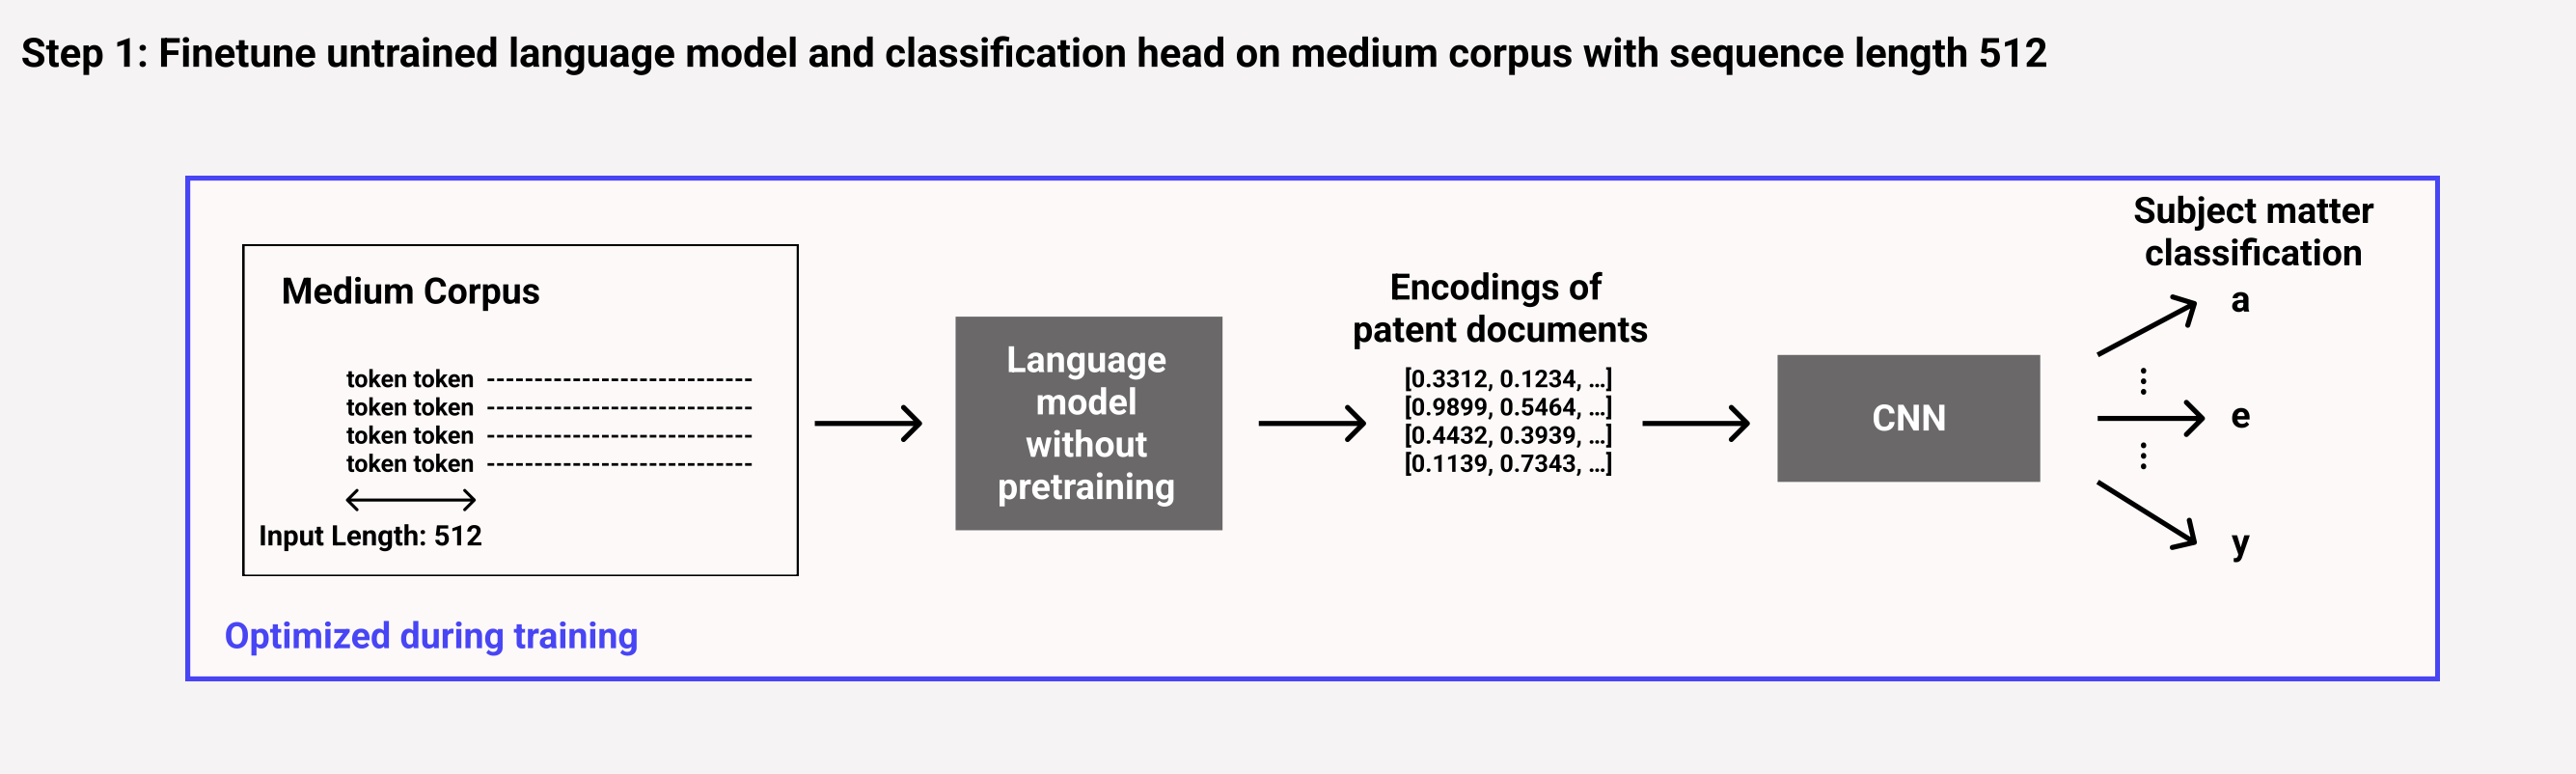 Step 1: Finetune untrained language model and classification head on medium corpus with sequence length 512
Medium Corpus
token token ----------------------------
token token ----------------------------
token token ----------------------------
token token ----------------------------
Input Length: 512
Optimized during training
Language
model
without
pretraining
Encodings of
patent documents
[0.3312, 0.1234, ...]
[0.9899, 0.5464, ...]
[0.4432, 0.3939, ...]
[0.1139, 0.7343, ...]
CNN
Subject matter
classification
a
⋮
e
⋮
y